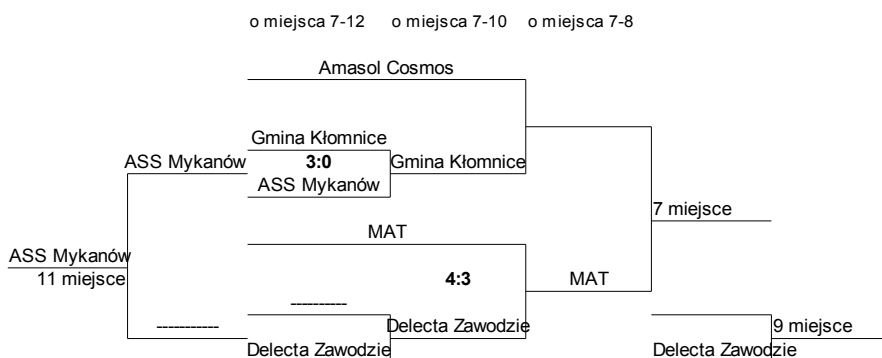 o miejsca 7-12 o miejsca 7-10 o miejsca 7-8
Amasol Cosmos
Gmina Kłomnice
ASS Mykanów 3:0 Gmina Kłomnice
ASS Mykanów
7 miejsce
MAT
ASS Mykanów
11 miejsce 4:3 MAT
----------
----------- Delecta Zawodzie 9 miejsce
Delecta Zawodzie Delecta Zawodzie